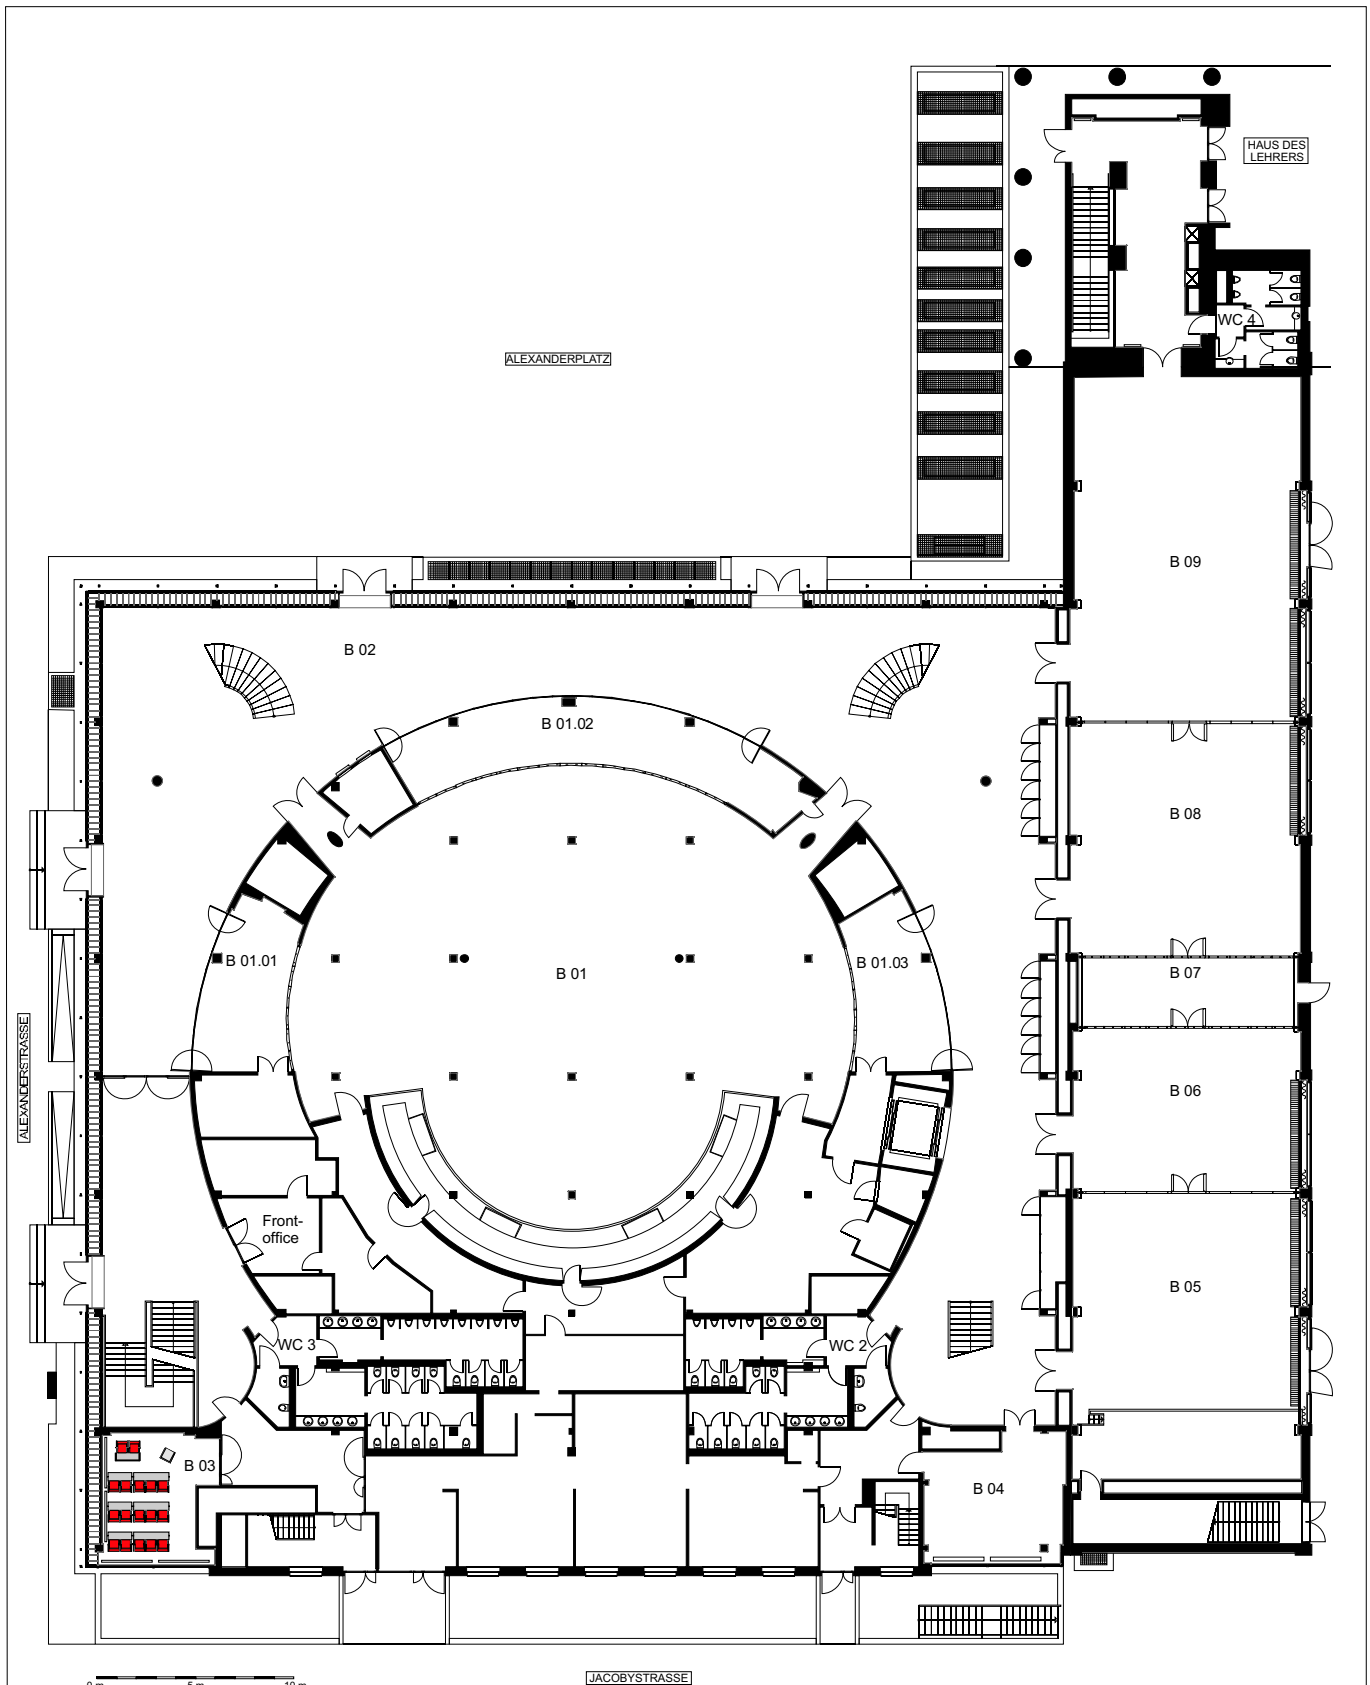 HAUS DES
LEHRERS
WC 4
ALEXANDERPLATZ
B 09
B 02
B 01.02
B 08
B 01.01
B 01
B 01.03
B 07
ALEXANDERSTRASSE
B 06
Front-
office
B 05
WC 3
WC 2
B 03
B 04
0 m 5 m 10 m
JACOBYSTRASSE